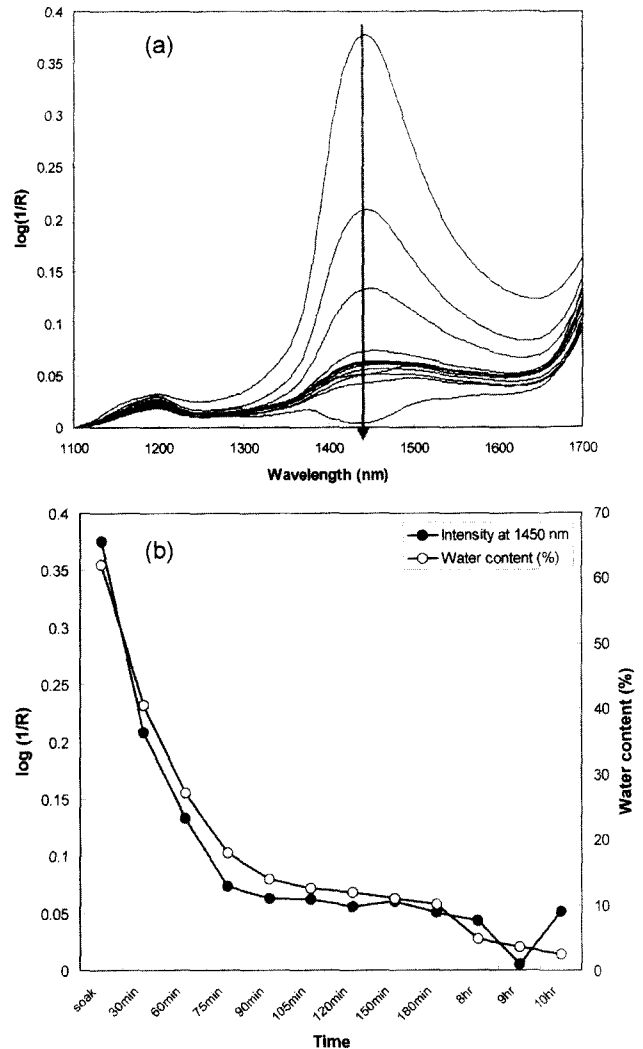 (a)
log(1/R)
0.4
0.35
0.3
0.25
0.2
0.15
0.1
0.05
0
1100 1200 1300 1400 1500 1600 1700
Wavelength (nm)
(b)
Intensity at 1450 nm
Water content (%)
log (1/R)
0.4
0.35
0.3
0.25
0.2
0.15
0.1
0.05
0
70
60
50
40
30
20
10
0
Water content (%)
soak 30min 60min 75min 90min 105min 120min 150min 180min 8hr 9hr 10hr
Time